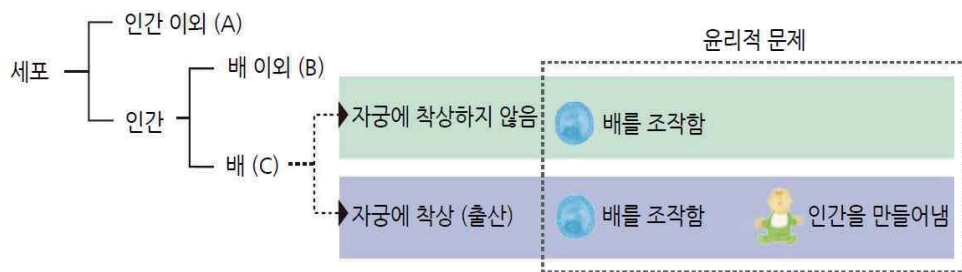 윤리적 문제
인간 이외 (A)
세포
배 이외 (B)
인간
배 (C)
자궁에 착상하지 않음
배를 조작함
자궁에 착상 (출산)
배를 조작함
인간을 만들어냄